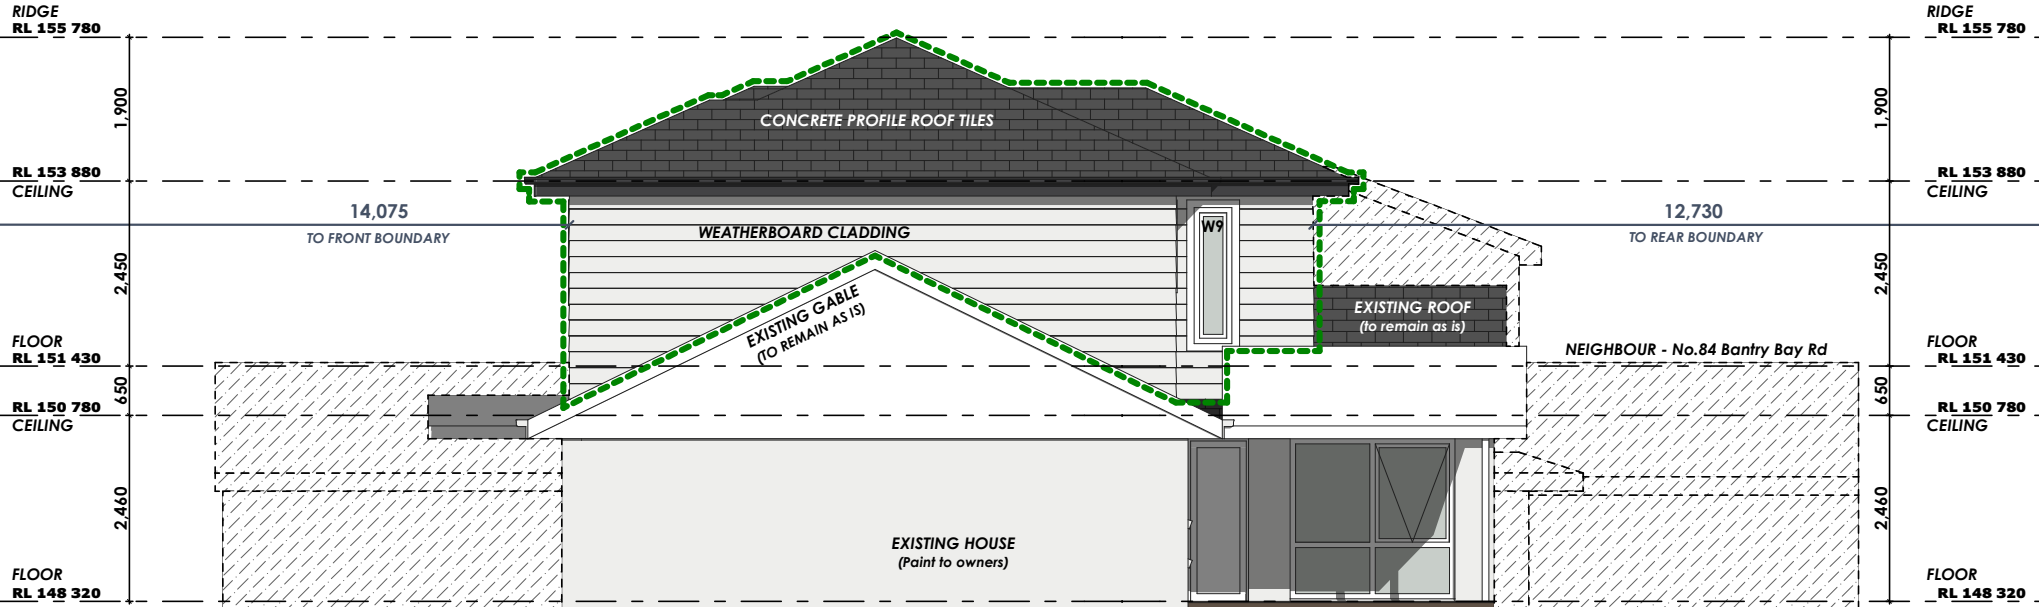 RIDGE
RL 155 780
1,900
RL 153 880
CEILING
14,075
TO FRONT BOUNDARY
2,450
FLOOR
RL 151 430
650
RL 150 780
CEILING
2,460
FLOOR
RL 148 320
CONCRETE PROFILE ROOF TILES
WEATHERBOARD CLADDING
W9
EXISTING GABLE
(TO REMAIN AS IS)
EXISTING ROOF
(to remain as is)
EXISTING HOUSE
(Paint to owners)
NEIGHBOUR - No.84 Bantry Bay Rd
RIDGE
RL 155 780
1,900
RL 153 880
CEILING
12,730
TO REAR BOUNDARY
2,450
FLOOR
RL 151 430
650
RL 150 780
CEILING
2,460
FLOOR
RL 148 320